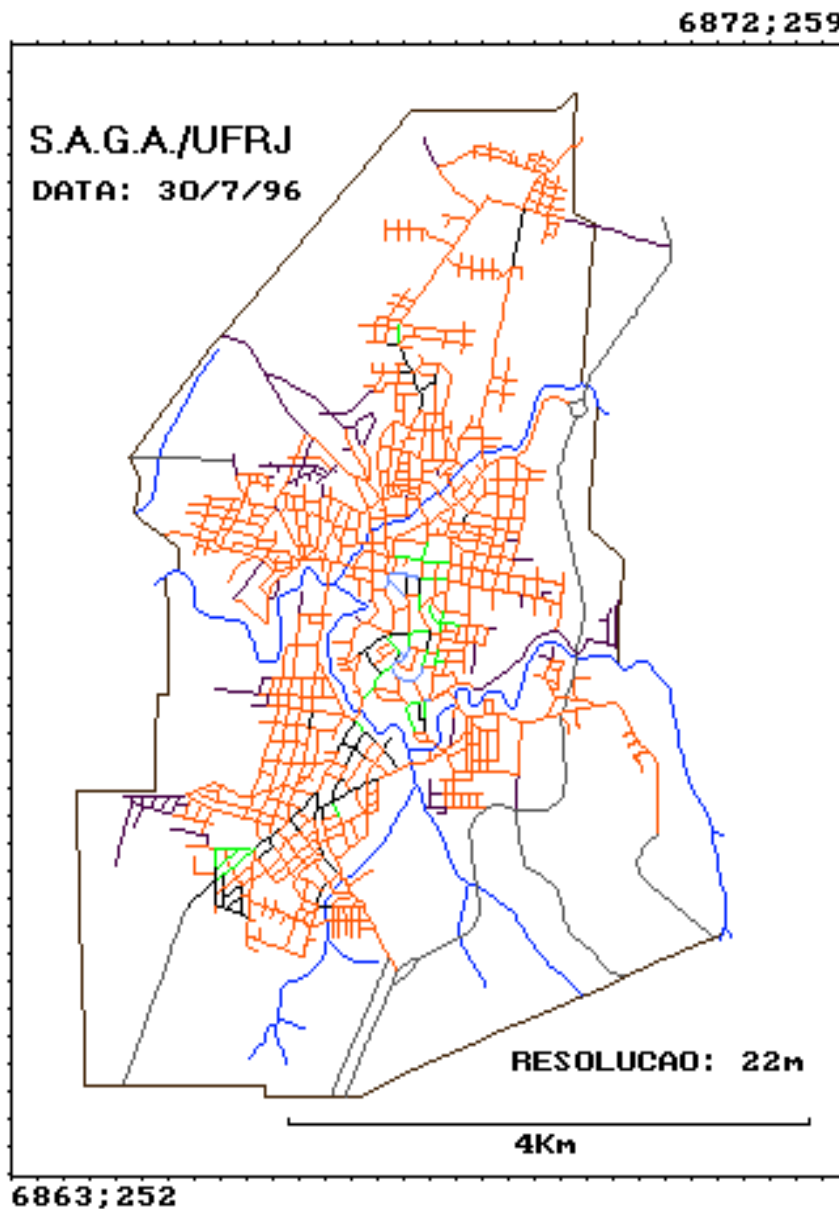 6872;259
S.A.G.A./UFRJ
DATA: 30/7/96
RESOLUCAO: 22m
4Km
6863;252